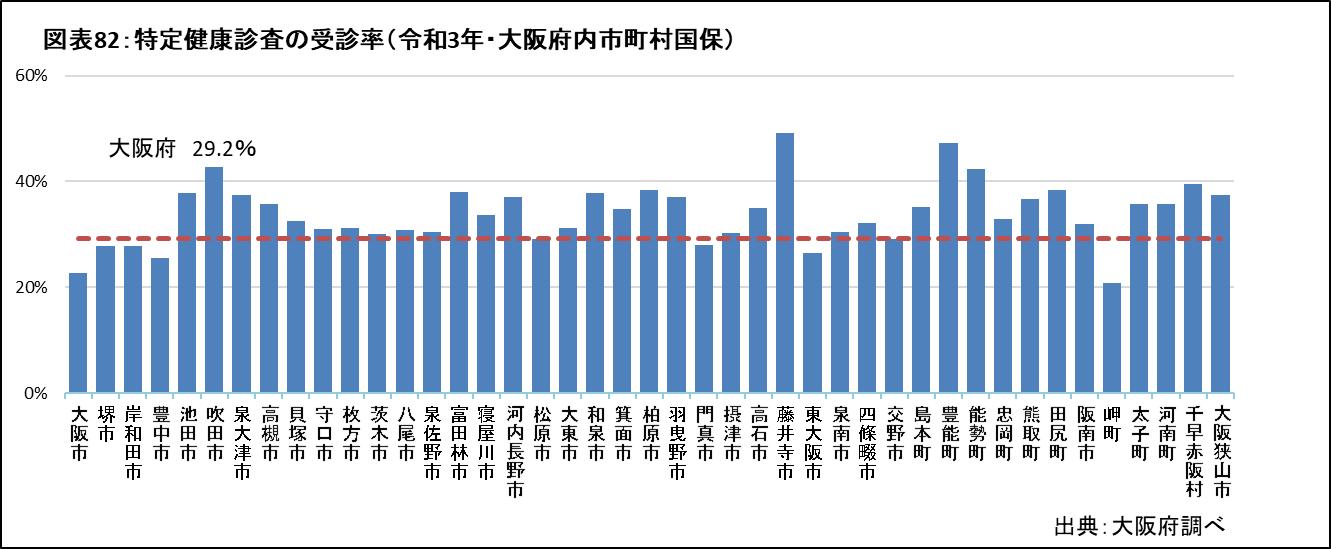 図表82：特定健康診査の受診率（令和3年・大阪府内市町村国保）
60%
大阪府 29.2%
40%
20%
0%
大阪市
堺市
岸和田市
豊中市
池田市
吹田市
泉大津市
高槻市
貝塚市
守口市
枚方市
茨木市
八尾市
泉佐野市
富田林市
寝屋川市
河内長野市
松原市
大東市
和泉市
箕面市
柏原市
羽曳野市
門真市
摂津市
高石市
藤井寺市
東大阪市
泉南市
四條畷市
交野市
島本町
豊能町
能勢町
忠岡町
熊取町
田尻町
阪南市
岬町
太子町
河南町
千早赤阪村
大阪狭山市
出典：大阪府調べ